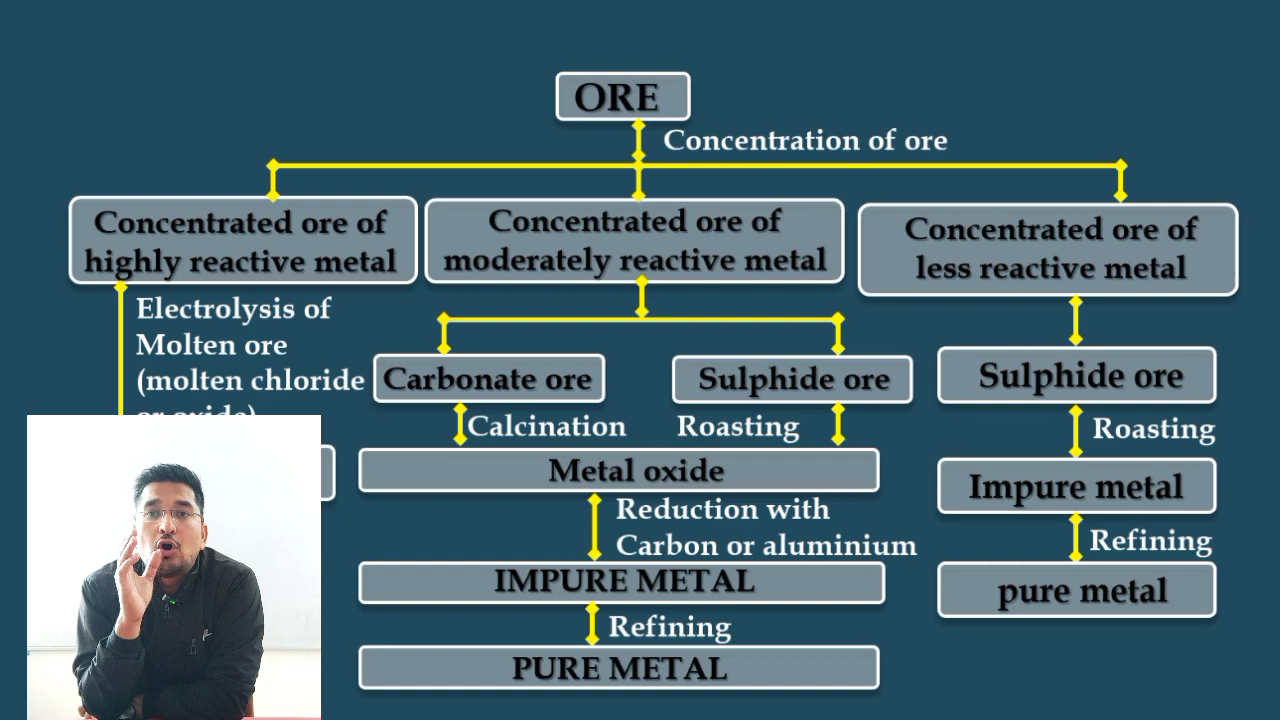 ORE
Concentration of ore
Concentrated ore of
highly reactive metal
Concentrated ore of
moderately reactive metal
Concentrated ore of
less reactive metal
Electrolysis of
Molten ore
(molten chloride
or oxide)
Carbonate ore
Sulphide ore
Sulphide ore
Calcination
Roasting
Roasting
Metal oxide
Impure metal
Reduction with
Carbon or aluminium
Refining
IMPURE METAL
pure metal
Refining
PURE METAL